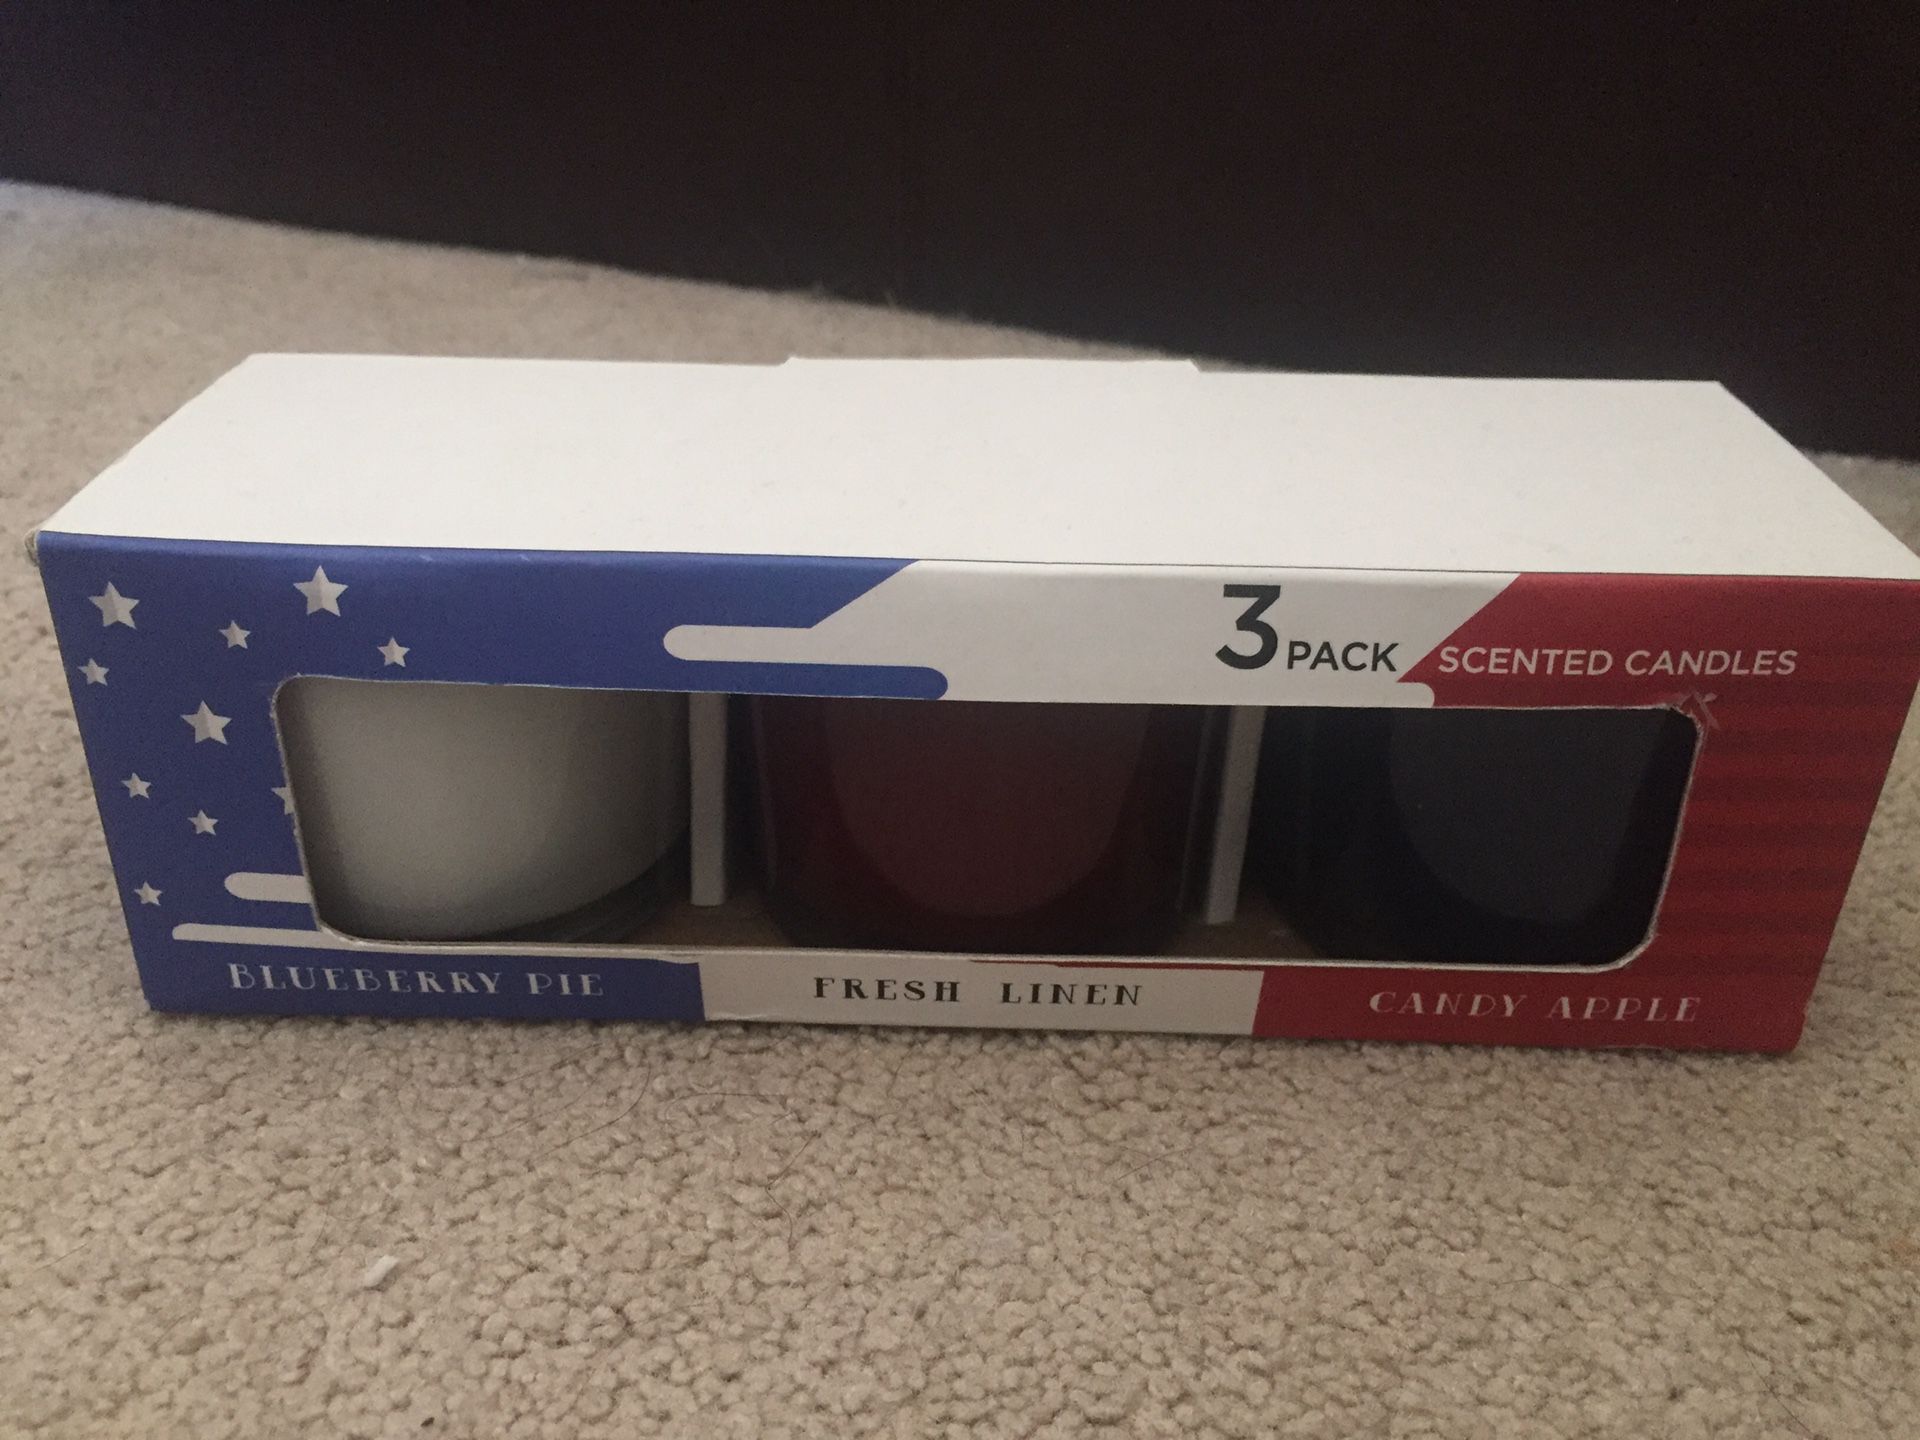 3 PACK SCENTED CANDLES
BLUEBERRY PIE FRESH LINEN CANDY APPLE